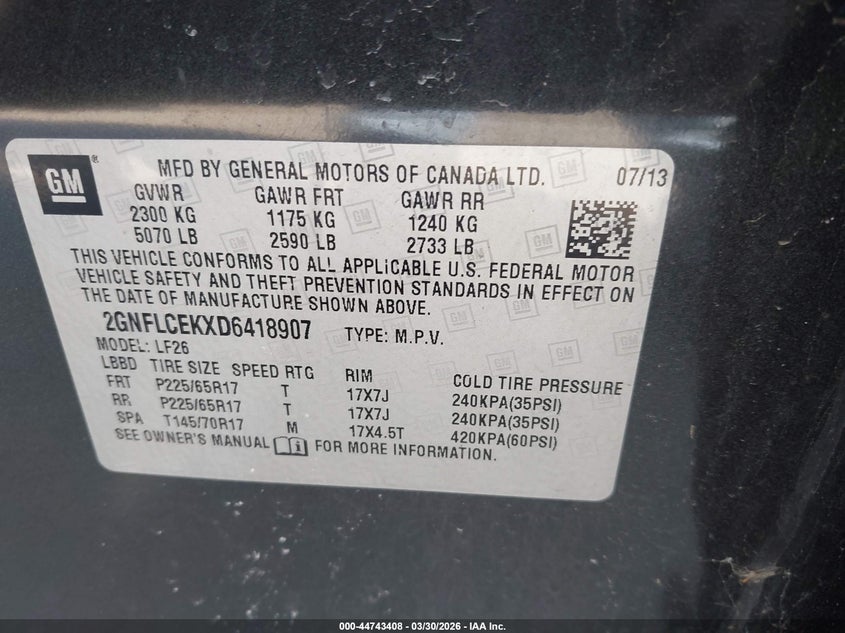 GM ® MFD BY GENERAL MOTORS OF CANADA LTD. 07/13
GVWR GAWR FRT GAWR RR
2300 KG 1175 KG 1240 KG
5070 LB 2590 LB 2733 LB
THIS VEHICLE CONFORMS TO ALL APPLICABLE U.S. FEDERAL MOTOR
VEHICLE SAFETY AND THEFT PREVENTION STANDARDS IN EFFECT ON
THE DATE OF MANUFACTURE SHOWN ABOVE.
2GNFLCEKXD6418907 TYPE: M.P.V.
MODEL: LF26
LBBD TIRE SIZE SPEED RTG RIM COLD TIRE PRESSURE
FRT P225/65R17 T 17X7J 240KPA(35PSI)
RR P225/65R17 T 17X7J 240KPA(35PSI)
SPA T145/70R17 M 17X4.5T 420KPA(60PSI)
SEE OWNER'S MANUAL FOR MORE INFORMATION.
000-44743408 - 03/30/2026 - IAA Inc.